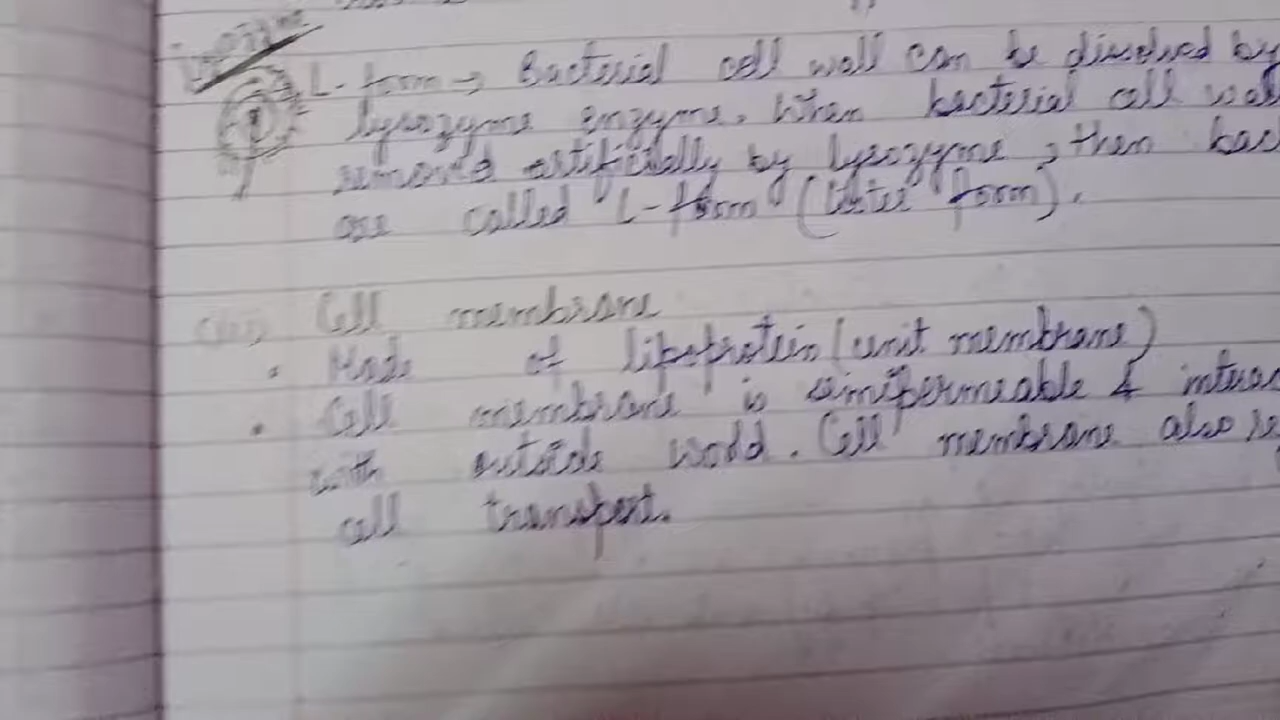 L-form → Bacterial cell wall can be dissolved by
lysozyme enzyme. When bacterial cell wall
removed artificially by lysozyme, then bac
are called "L-form" ( form).
Cell membrane
• Made of lipoprotein (unit membrane)
• Cell membrane is semipermeable & interac
with outside world. Cell membrane also re
cell transport.